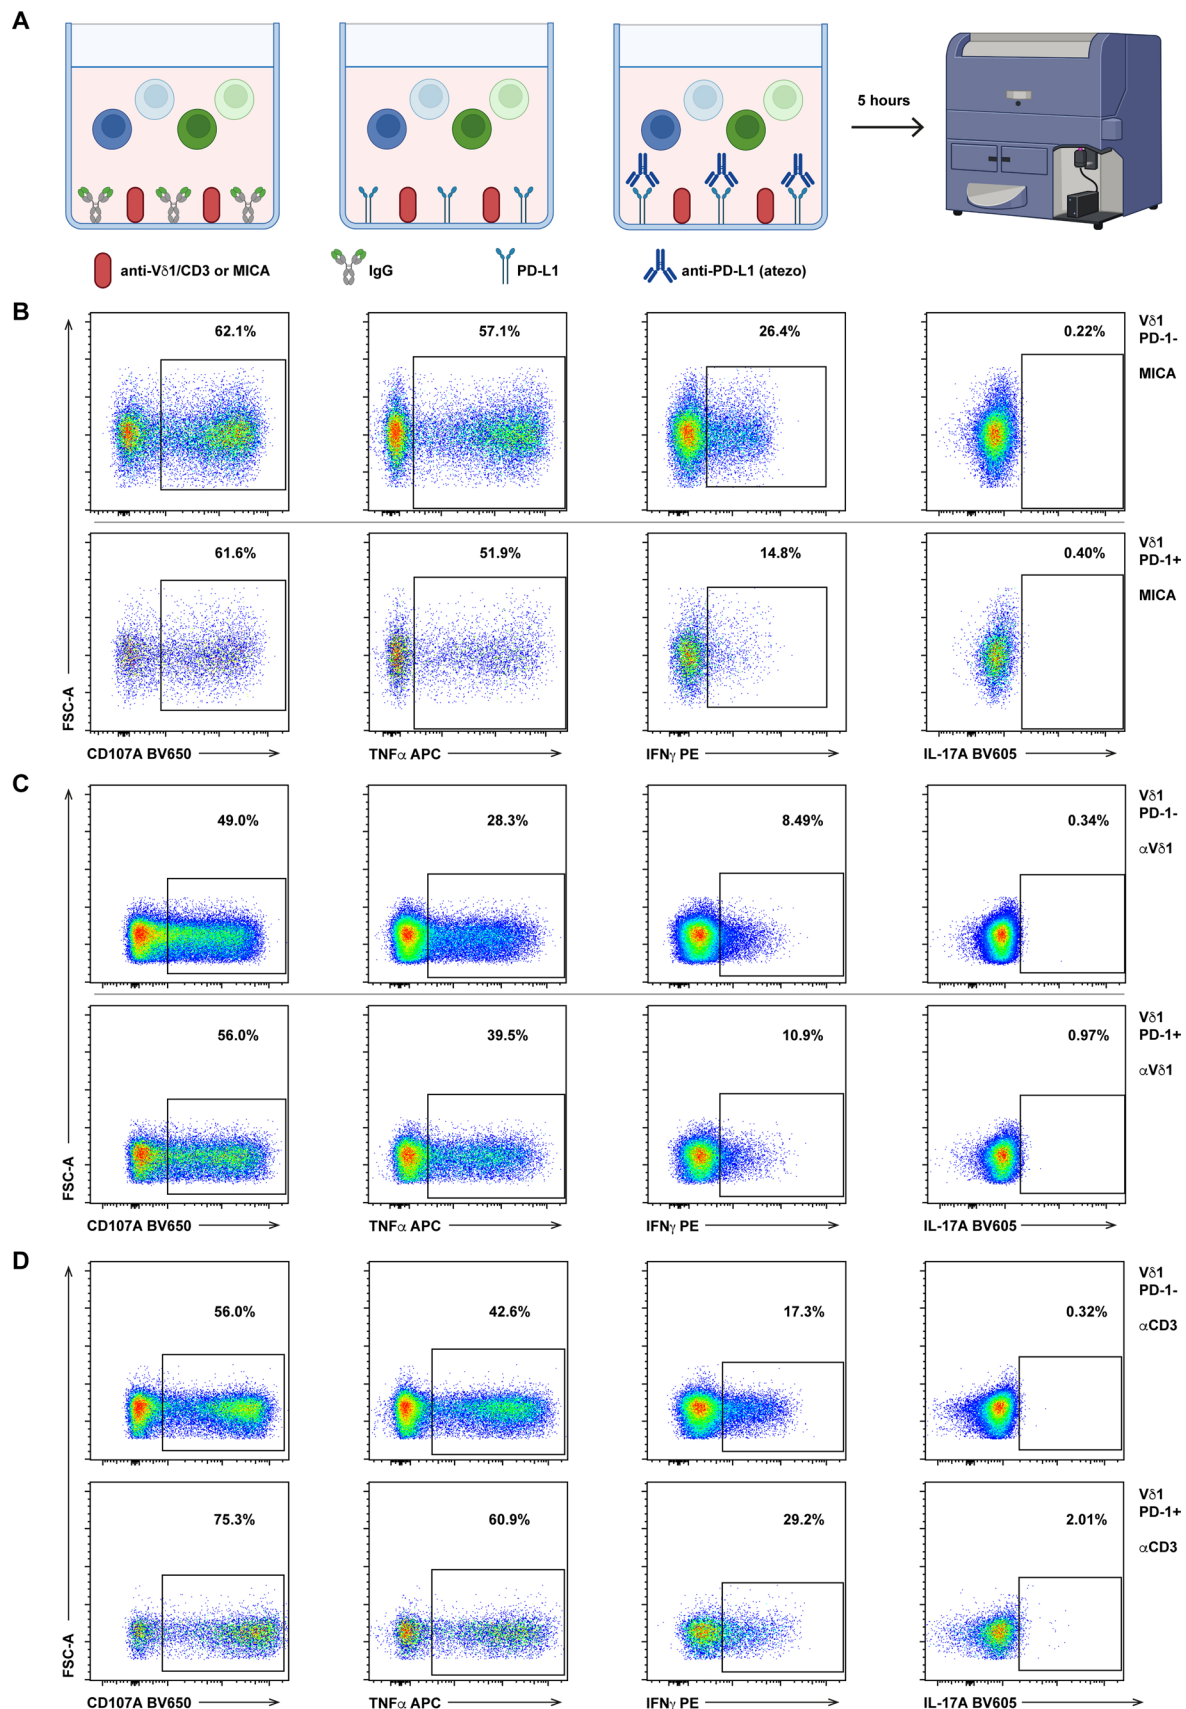 A
5 hours
anti-Vδ1/CD3 or MICA
IgG
PD-L1
anti-PD-L1 (atezo)
B
62.1%
57.1%
26.4%
0.22%
Vδ1
PD-1-
MICA
61.6%
51.9%
14.8%
0.40%
Vδ1
PD-1+
MICA
FSC-A
CD107A BV650
TNFα APC
IFNγ PE
IL-17A BV605
C
49.0%
28.3%
8.49%
0.34%
Vδ1
PD-1-
αVδ1
56.0%
39.5%
10.9%
0.97%
Vδ1
PD-1+
αVδ1
FSC-A
CD107A BV650
TNFα APC
IFNγ PE
IL-17A BV605
D
56.0%
42.6%
17.3%
0.32%
Vδ1
PD-1-
αCD3
75.3%
60.9%
29.2%
2.01%
Vδ1
PD-1+
αCD3
FSC-A
CD107A BV650
TNFα APC
IFNγ PE
IL-17A BV605